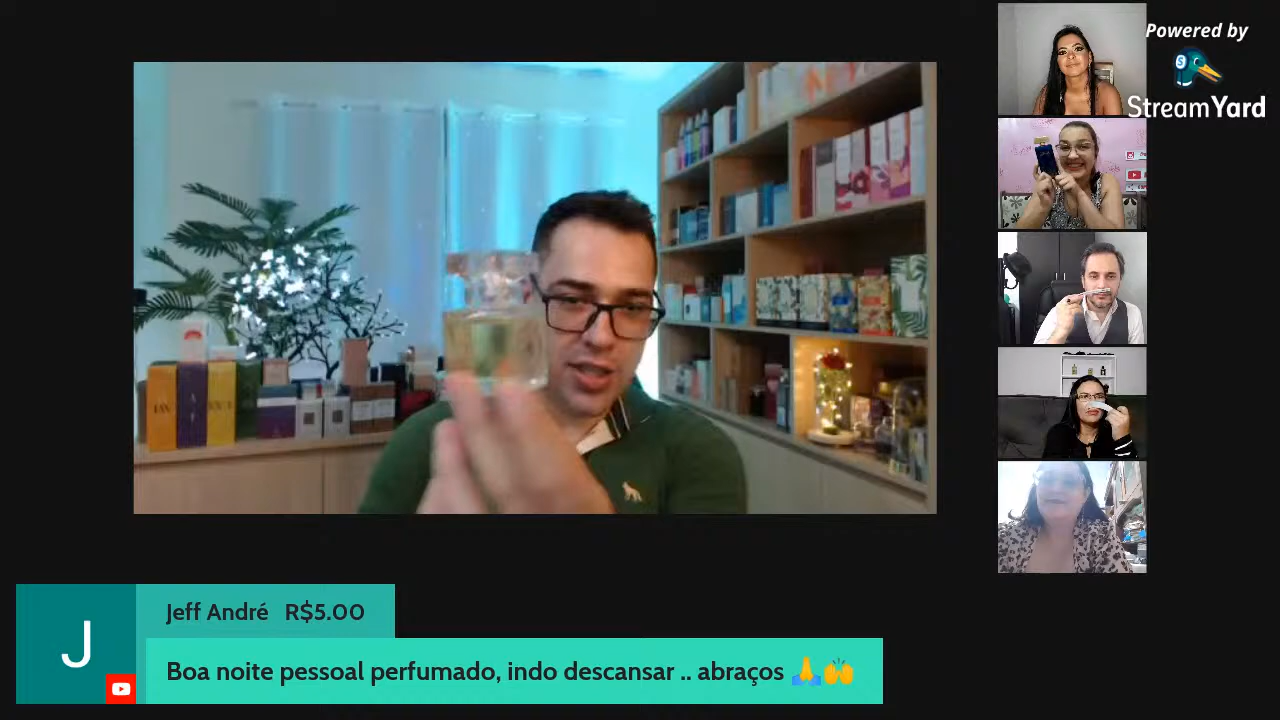 Powered by
StreamYard
Jeff André R$5.00
J
Boa noite pessoal perfumado, indo descansar .. abraços 🙏🙌